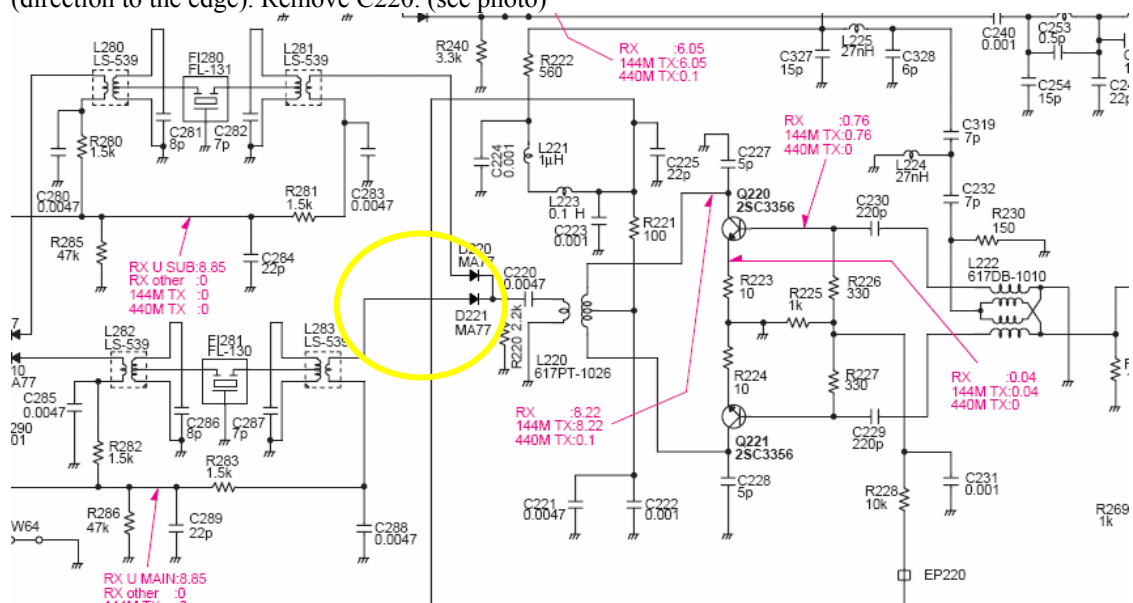 (direction to the edge). Remove C220. (see photo)
L280
LS-539
FI280
FL-131
L281
LS-539
C281
8p
C282
7p
R280
1.5k
C280
0.0047
R281
1.5k
C283
0.0047
R285
47k
C284
22p
RX U SUB:8.85
RX other :0
144M TX :0
440M TX :0
R240
3.3k
R222
560
RX :6.05
144M TX:6.05
440M TX:0.1
C224
0.001
L221
1µH
L223
0.1 H
C223
0.001
C225
22p
R221
100
C227
5p
Q220
2SC3356
RX :0.76
144M TX:0.76
440M TX:0
C327
15p
L225
27nH
C328
6p
C240
0.001
C253
0.5p
C254
15p
22p
C319
7p
L224
27nH
C232
7p
C230
220p
R230
150
L222
617DB-1010
D220
MA77
D221
MA77
C220
0.0047
R220 2.2k
L220
617PT-1026
R223
10
R225
1k
R226
330
R224
10
R227
330
RX :8.22
144M TX:8.22
440M TX:0.1
Q221
2SC3356
C228
5p
C229
220p
RX :0.04
144M TX:0.04
440M TX:0
C221
0.0047
C222
0.001
R228
10k
C231
0.001
R269
1k
EP220
7
10
A77
L282
LS-539
FI281
FL-130
L283
LS-539
C285
0.0047
290
01
C286
8p
C287
7p
R282
1.5k
R283
1.5k
R286
47k
C289
22p
C288
0.0047
W64
RX U MAIN:8.85
RX other :0
144M TX :0